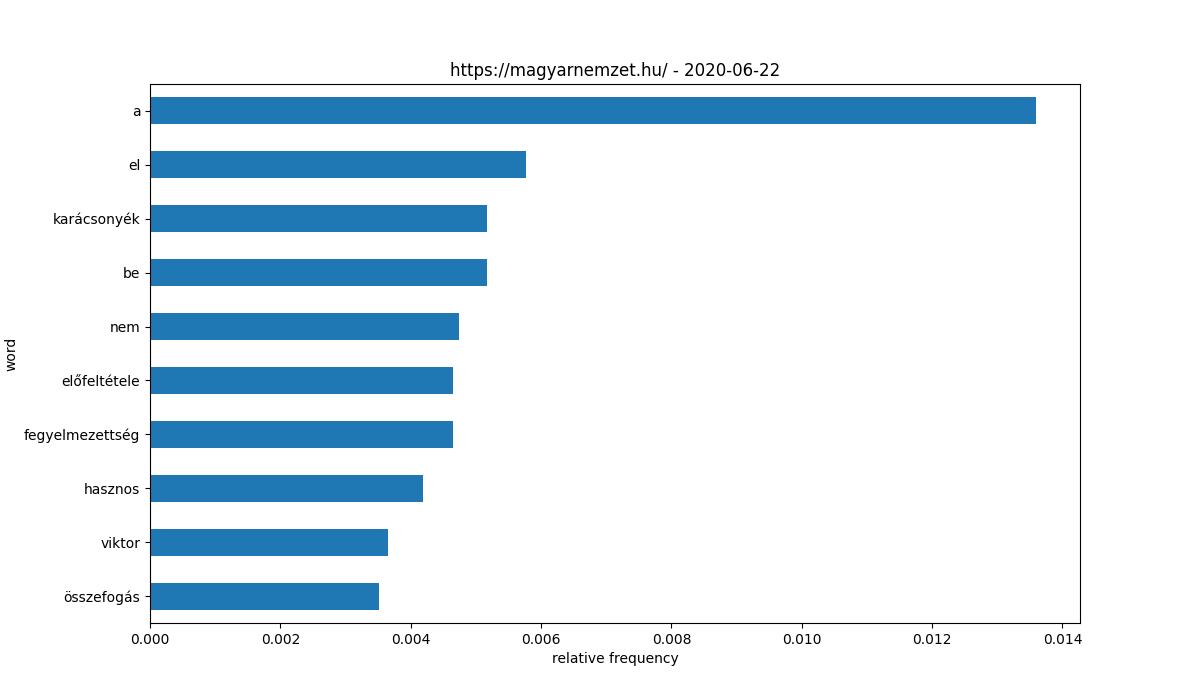 https://magyarnemzet.hu/ - 2020-06-22
word
a
el
karácsonyék
be
nem
előfeltétele
fegyelmezettség
hasznos
viktor
összefogás
0.000 0.002 0.004 0.006 0.008 0.010 0.012 0.014
relative frequency